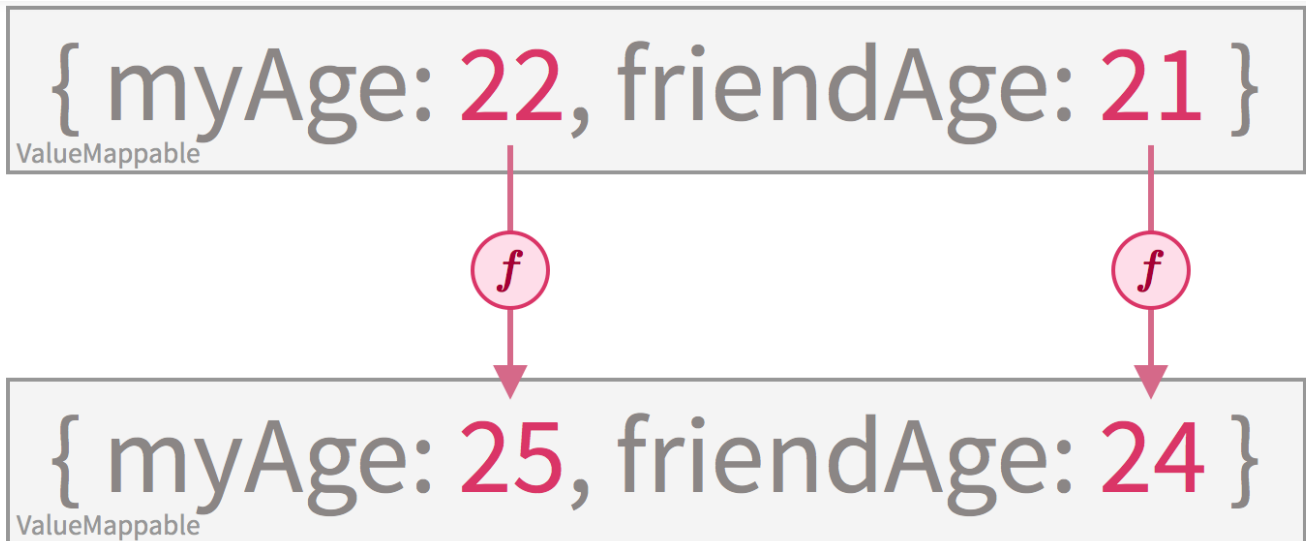 { myAge: 22, friendAge: 21 }
ValueMappable
f f
{ myAge: 25, friendAge: 24 }
ValueMappable